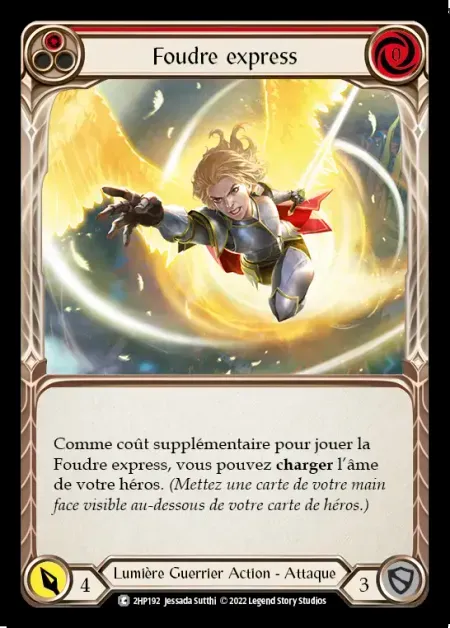 Foudre express
0
Comme coût supplémentaire pour jouer la
Foudre express, vous pouvez charger l'âme
de votre héros. (Mettez une carte de votre main
face visible au-dessous de votre carte de héros.)
4
Lumière Guerrier Action - Attaque
3
C 2HP192 Jessada Sutthi © 2022 Legend Story Studios